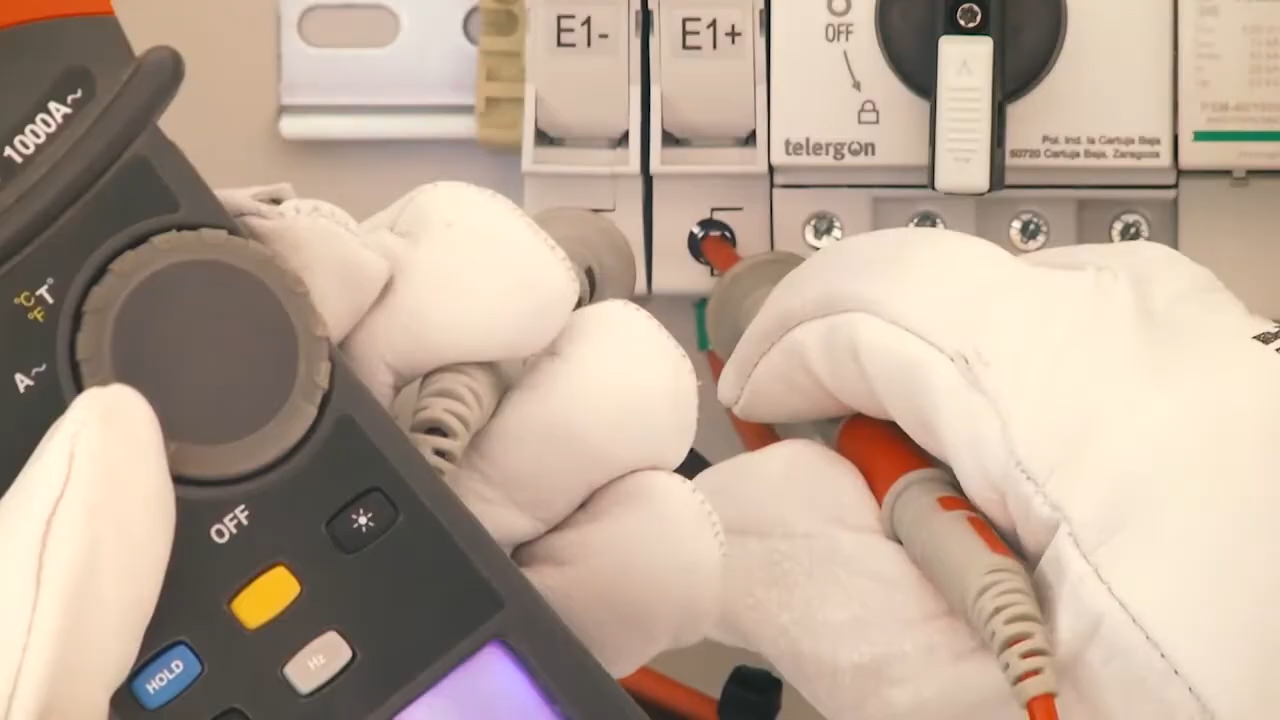 E1-
E1+
OFF
telergon
Pol. Ind. la Cartuja Baja
50720 Cartuja Baja, Zaragoza
1000A~
°C
°F
T°
A~
OFF
HOLD
Hz